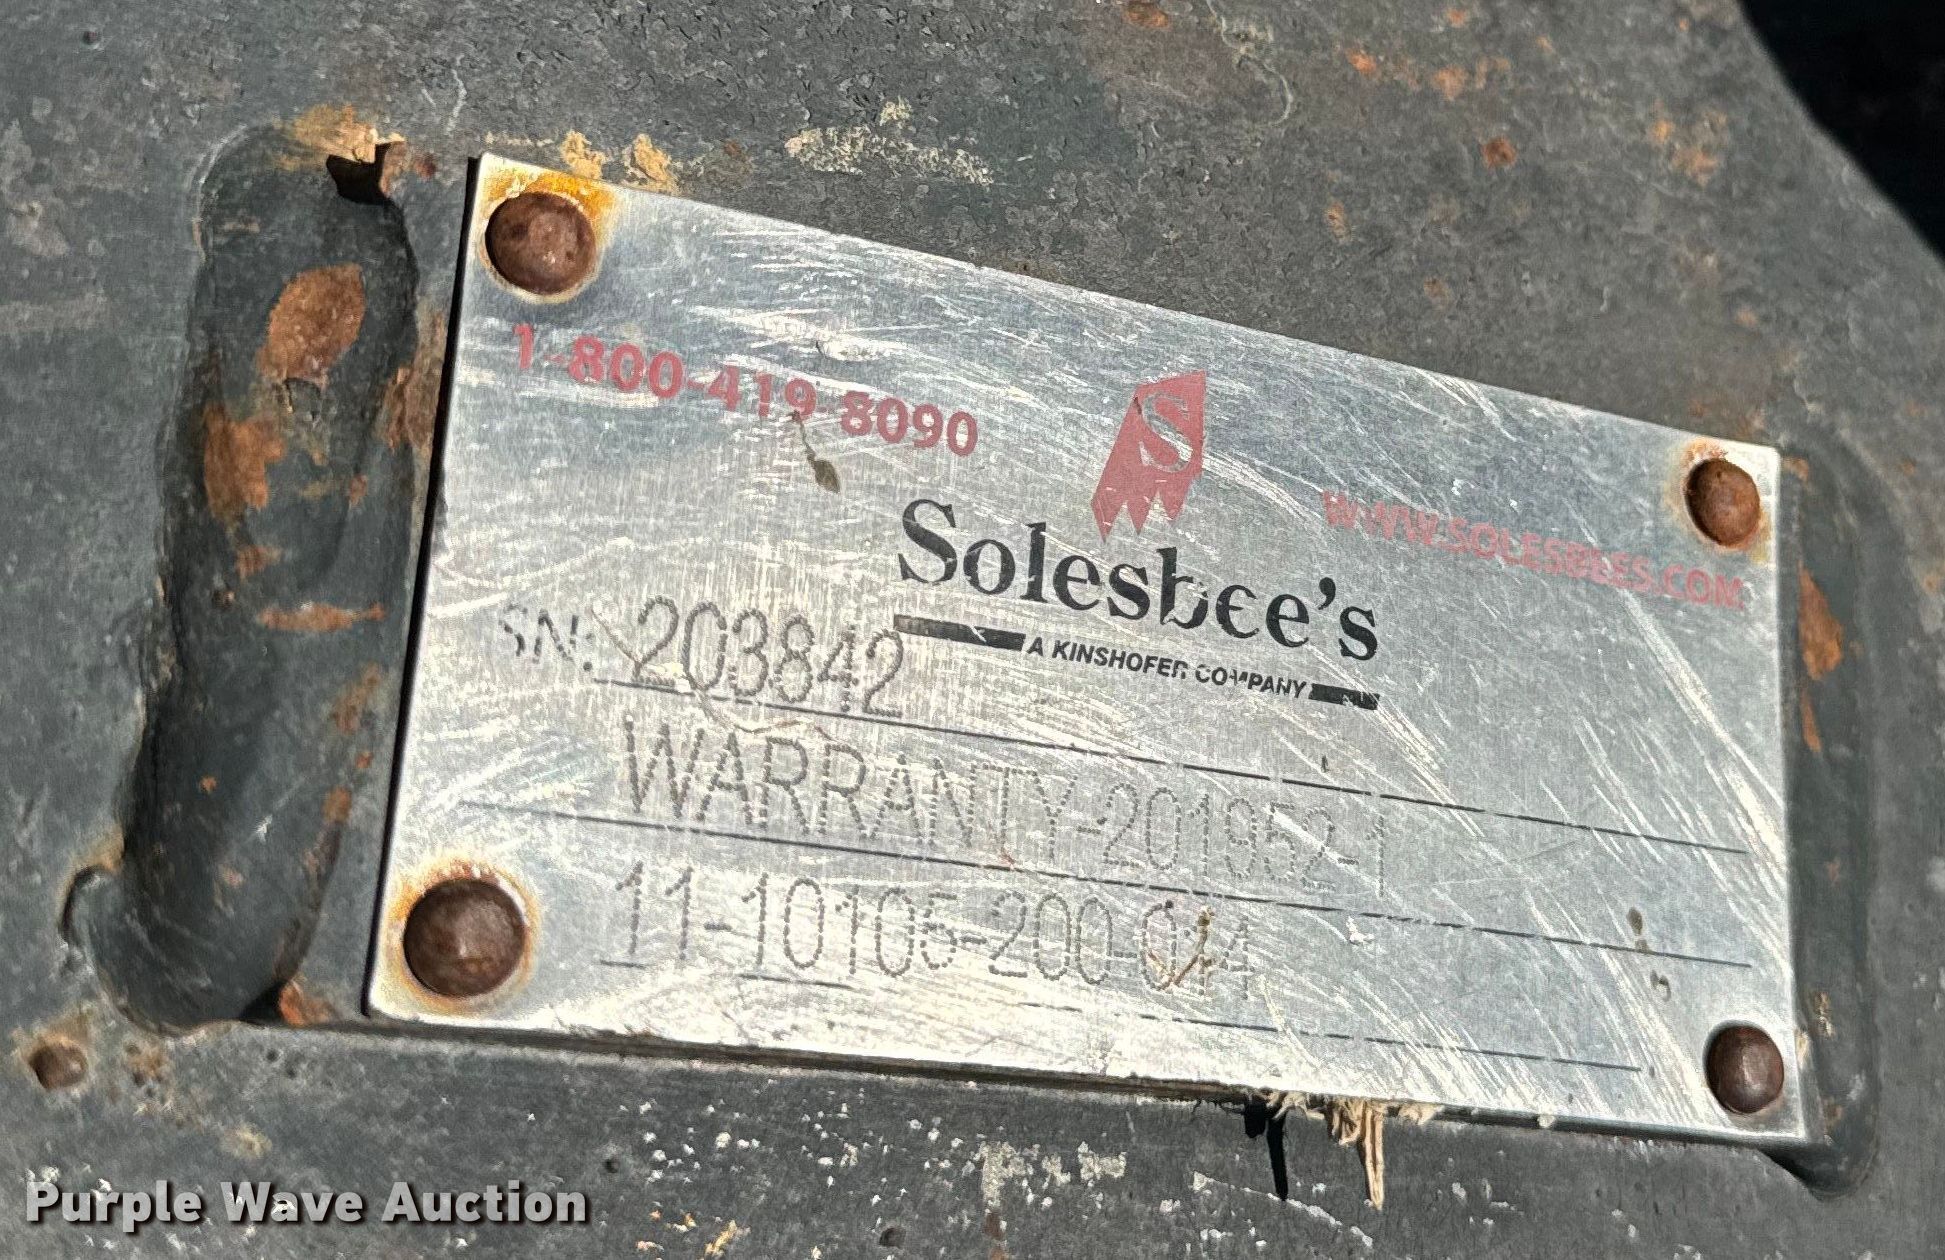 1-800-419-8090
S
WWW.SOLESBEES.COM
Solesbee's
A KINSHOFER COMPANY
SN: 203842
WARRANTY-201952-1
11-10105-200-014
Purple Wave Auction